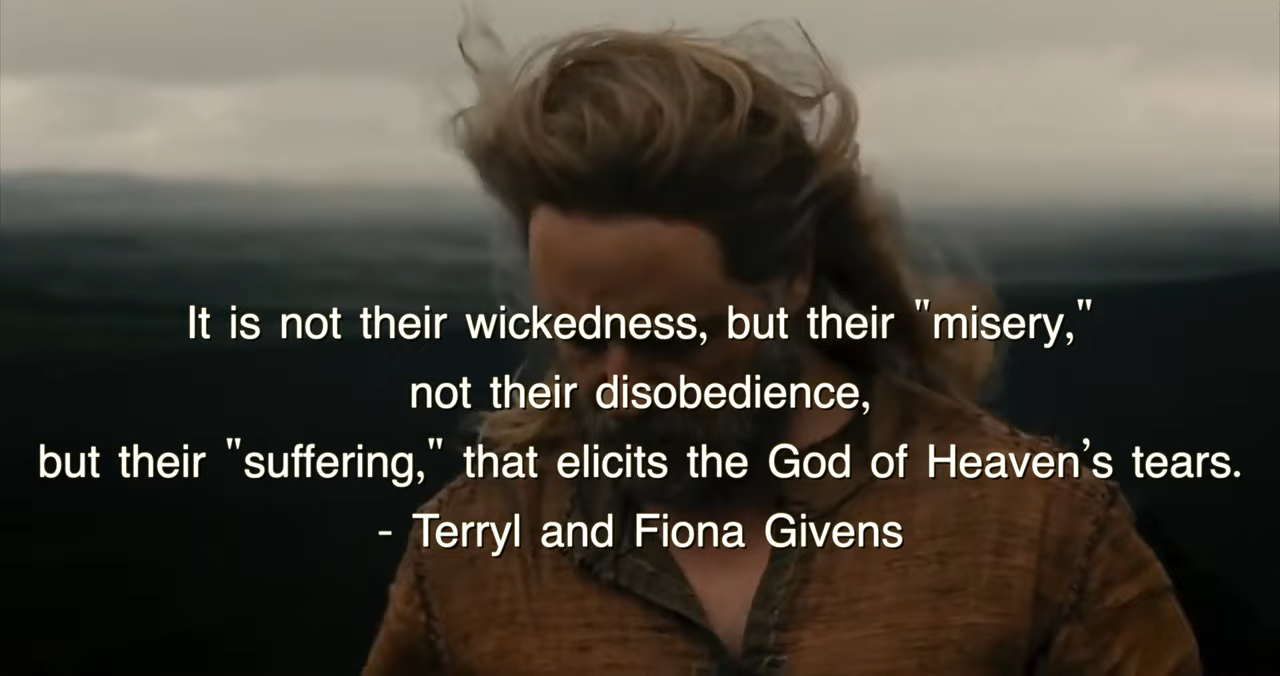 It is not their wickedness, but their "misery,"
not their disobedience,
but their "suffering," that elicits the God of Heaven’s tears.
- Terryl and Fiona Givens